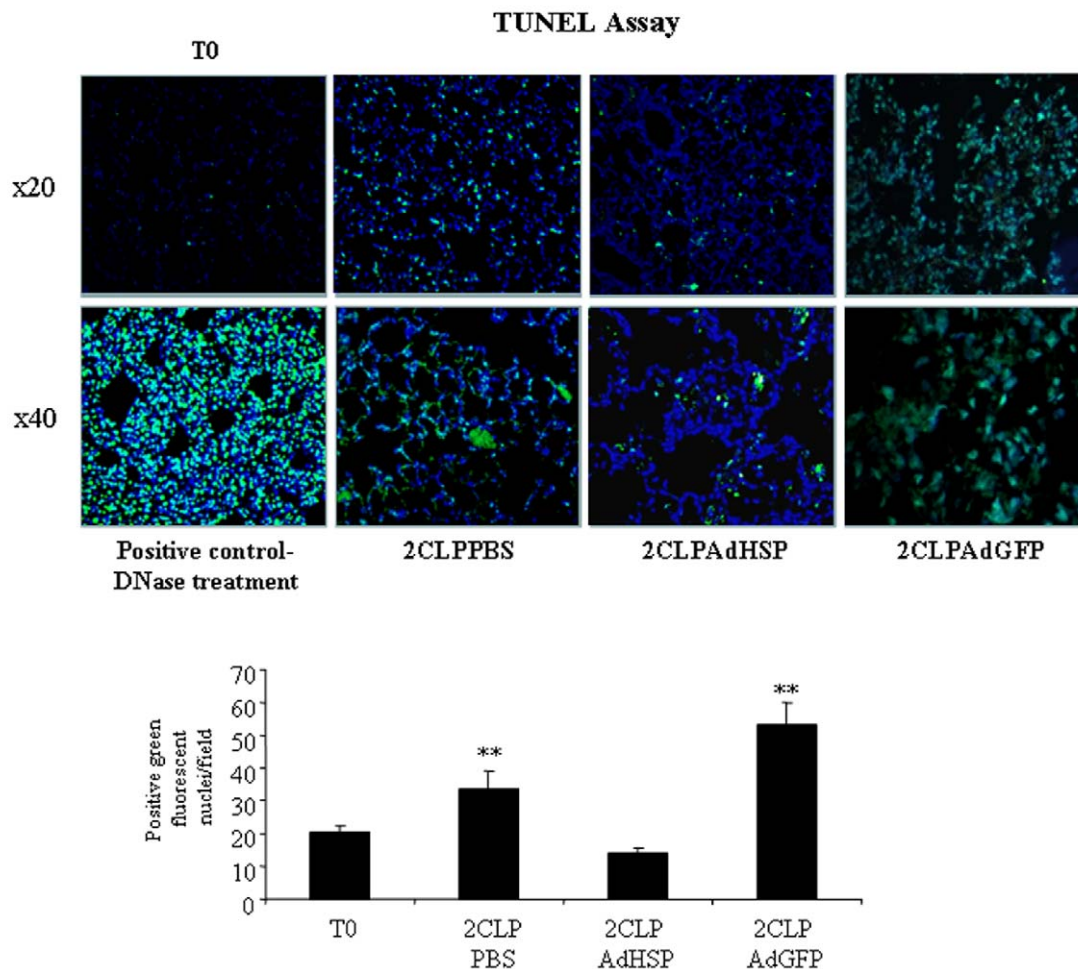 TUNEL Assay
T0
x20
x40
Positive control-
DNase treatment
2CLPPBS
2CLPAdHSP
2CLPAdGFP
Positive green
fluorescent
nuclei/field
70
60
50
40
30
20
10
0
**
**
T0
2CLP
PBS
2CLP
AdHSP
2CLP
AdGFP